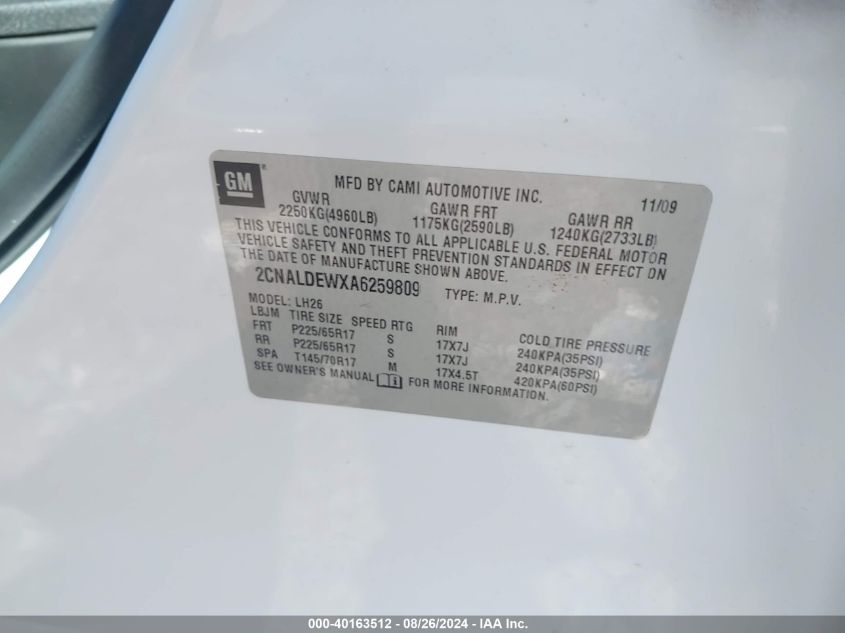 GM ®
MFD BY CAMI AUTOMOTIVE INC. 11/09
GVWR GAWR FRT GAWR RR
2250KG(4960LB) 1175KG(2590LB) 1240KG(2733LB)
THIS VEHICLE CONFORMS TO ALL APPLICABLE U.S. FEDERAL MOTOR
VEHICLE SAFETY AND THEFT PREVENTION STANDARDS IN EFFECT ON
THE DATE OF MANUFACTURE SHOWN ABOVE.
2CNALDEWXA6259809 TYPE: M.P.V.
MODEL: LH26
LBJM TIRE SIZE SPEED RTG RIM COLD TIRE PRESSURE
FRT P225/65R17 S 17X7J 240KPA(35PSI)
RR P225/65R17 S 17X7J 240KPA(35PSI)
SPA T145/70R17 M 17X4.5T 420KPA(60PSI)
SEE OWNER'S MANUAL i FOR MORE INFORMATION.
000-40163512 - 08/26/2024 - IAA Inc.